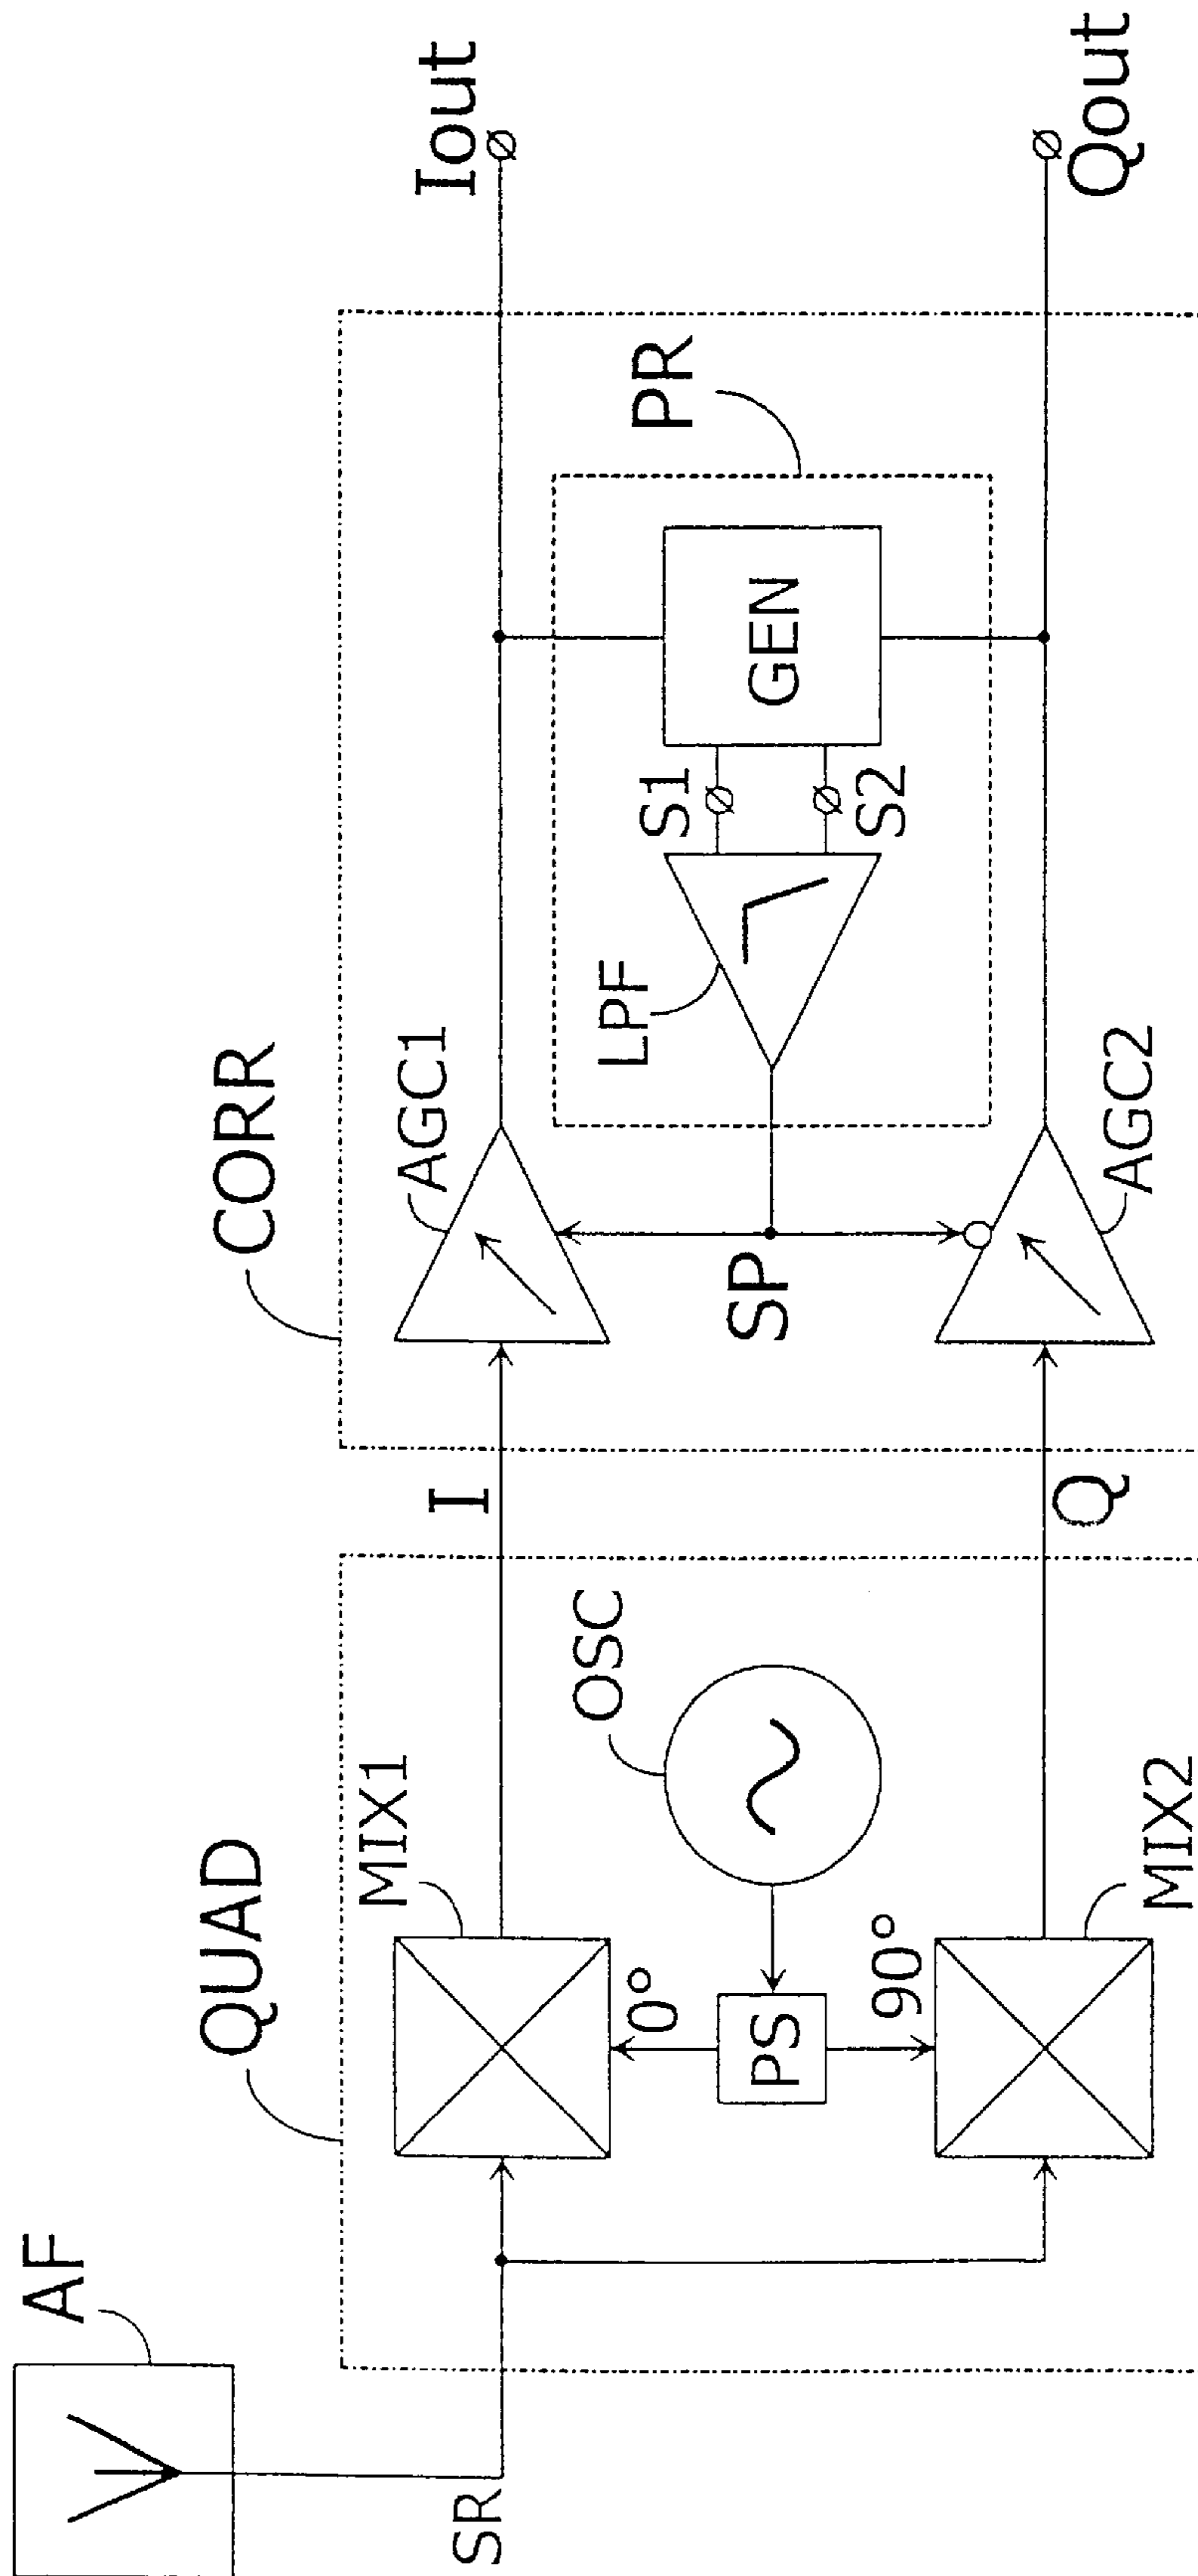 AF
SR
QUAD
MIX1
0°
PS
90°
OSC
MIX2
I
Q
CORR
AGC1
SP
AGC2
LPF
S1
S2
GEN
PR
Iout
Qout